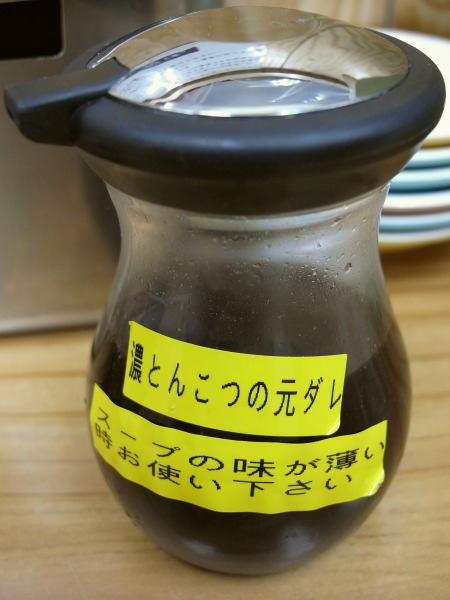 濃とんこつの元ダレ
スープの味が薄い
時お使い下さい